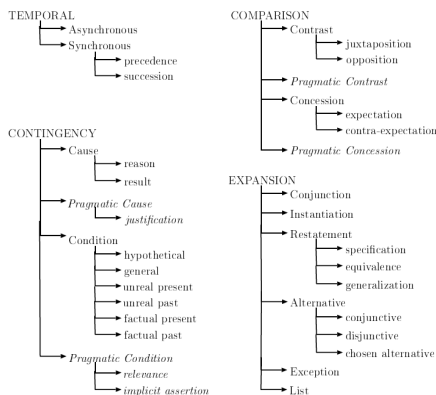 TEMPORAL
Asynchronous
Synchronous
precedence
succession
CONTINGENCY
Cause
reason
result
Pragmatic Cause
justification
Condition
hypothetical
general
unreal present
unreal past
factual present
factual past
Pragmatic Condition
relevance
implicit assertion
COMPARISON
Contrast
juxtaposition
opposition
Pragmatic Contrast
Concession
expectation
contra-expectation
Pragmatic Concession
EXPANSION
Conjunction
Instantiation
Restatement
specification
equivalence
generalization
Alternative
conjunctive
disjunctive
chosen alternative
Exception
List